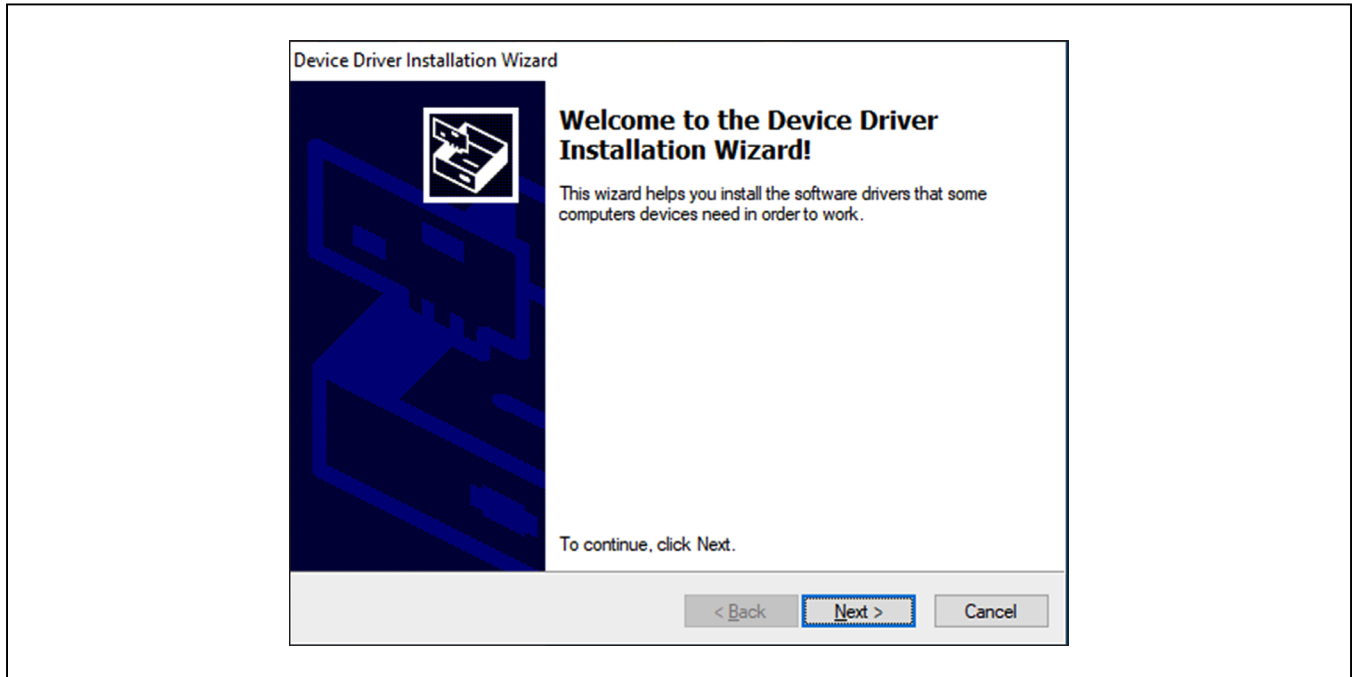 Device Driver Installation Wizard
Welcome to the Device Driver
Installation Wizard!
This wizard helps you install the software drivers that some
computers devices need in order to work.
To continue, click Next.
< Back Next > Cancel